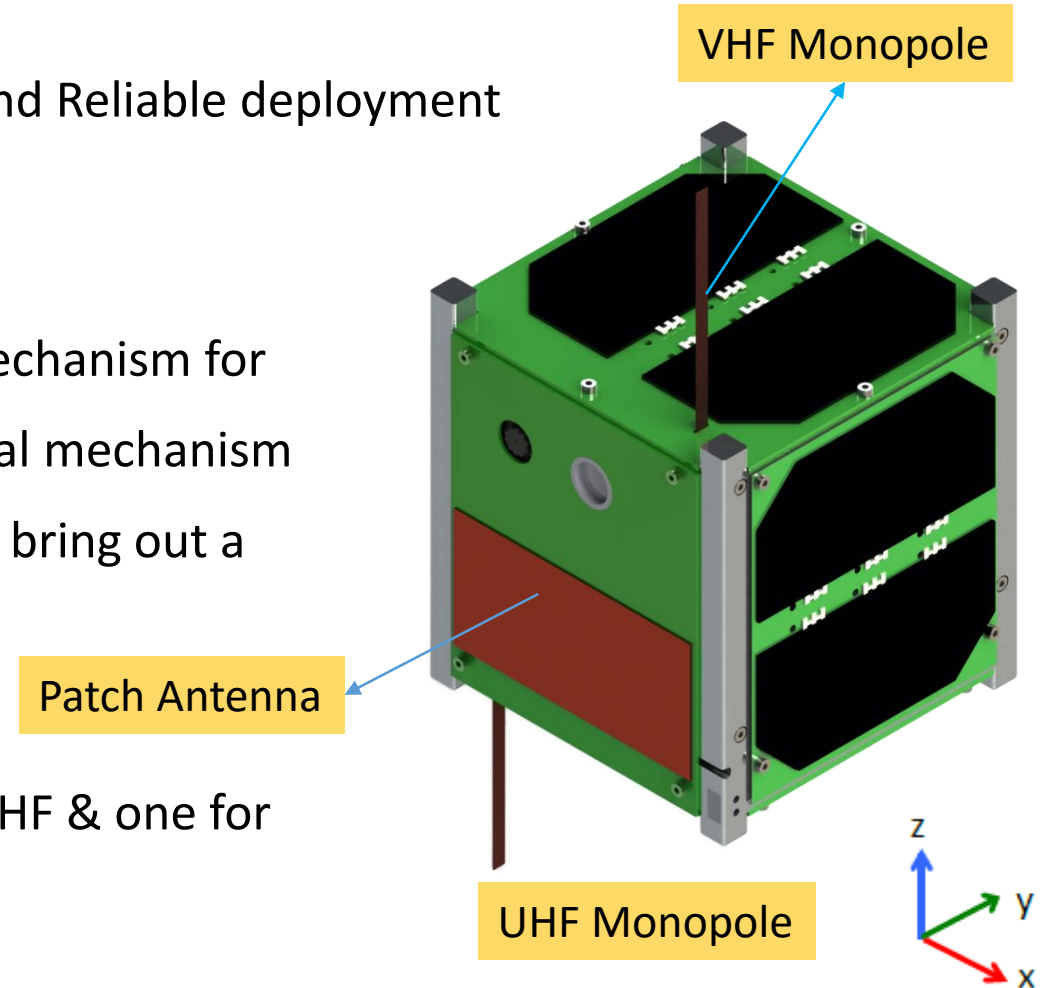 VHF Monopole
nd Reliable deployment
echanism for
al mechanism
bring out a
Patch Antenna
HF & one for
UHF Monopole
z
y
x